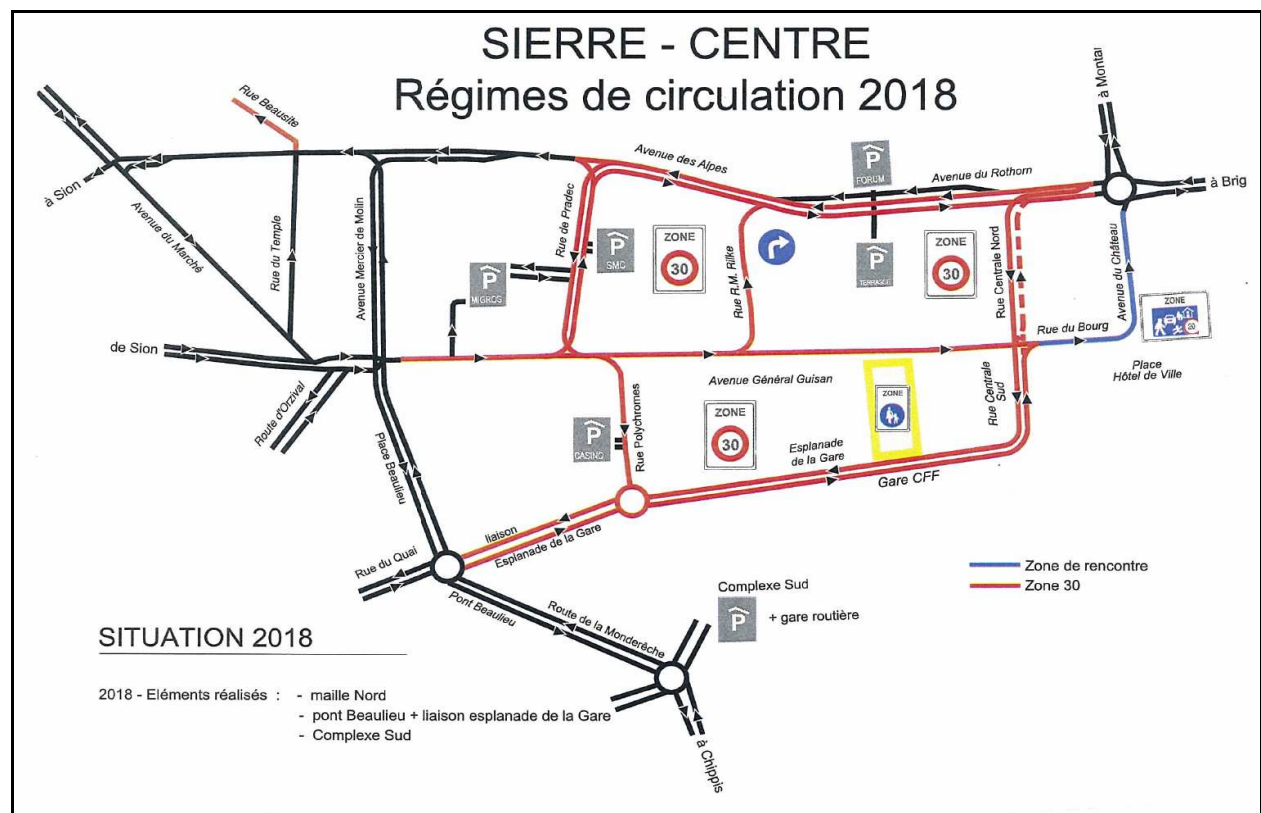 SIERRE - CENTRE
Régimes de circulation 2018
à Montana
Rue Beausite
à Sion
Avenue du Marché
Rue du Temple
Avenue Mercier de Molin
Avenue des Alpes
Rue de Pradec
P
FORUM
Avenue du Rothorn
à Brig
P
SMC
ZONE
30
P
MIGROS
Rue R.M. Rilke
P
TERRASSE
ZONE
30
Rue Centrale Nord
Avenue du Château
ZONE
20
Rue du Bourg
de Sion
Place
Hôtel de Ville
Avenue Général Guisan
Rue Centrale
Sud
ZONE
Route d'Orzival
Place Beaulieu
P
CASINO
Rue Polychromes
ZONE
30
Esplanade
de la Gare
Gare CFF
liaison
Esplanade de la Gare
Rue du Quai
Pont Beaulieu
Route de la Monderêche
Complexe Sud
P
+ gare routière
à Chippis
Zone de rencontre
Zone 30
SITUATION 2018
2018 - Eléments réalisés : - maille Nord
- pont Beaulieu + liaison esplanade de la Gare
- Complexe Sud